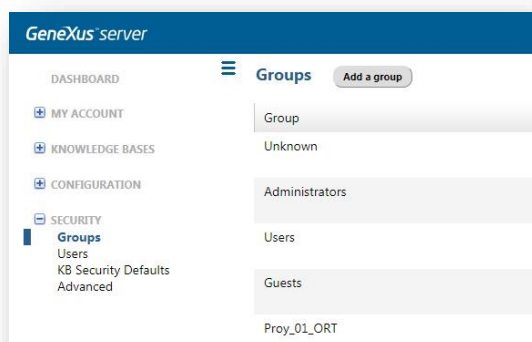 GeneXus server
DASHBOARD
MY ACCOUNT
KNOWLEDGE BASES
CONFIGURATION
SECURITY
Groups
Users
KB Security Defaults
Advanced
Groups
Add a group
Group
Unknown
Administrators
Users
Guests
Proy_01_ORT